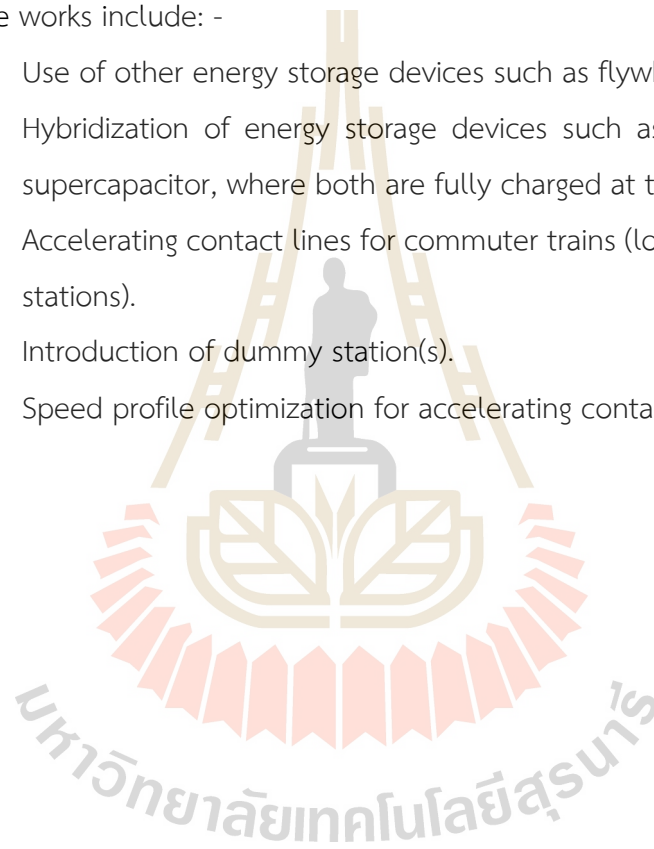 e works include: -
Use of other energy storage devices such as flywh
Hybridization of energy storage devices such as
supercapacitor, where both are fully charged at t
Accelerating contact lines for commuter trains (lo
stations).
Introduction of dummy station(s).
Speed profile optimization for accelerating conta
มหาวิทยาลัยเทคโนโลยีสุรนารี